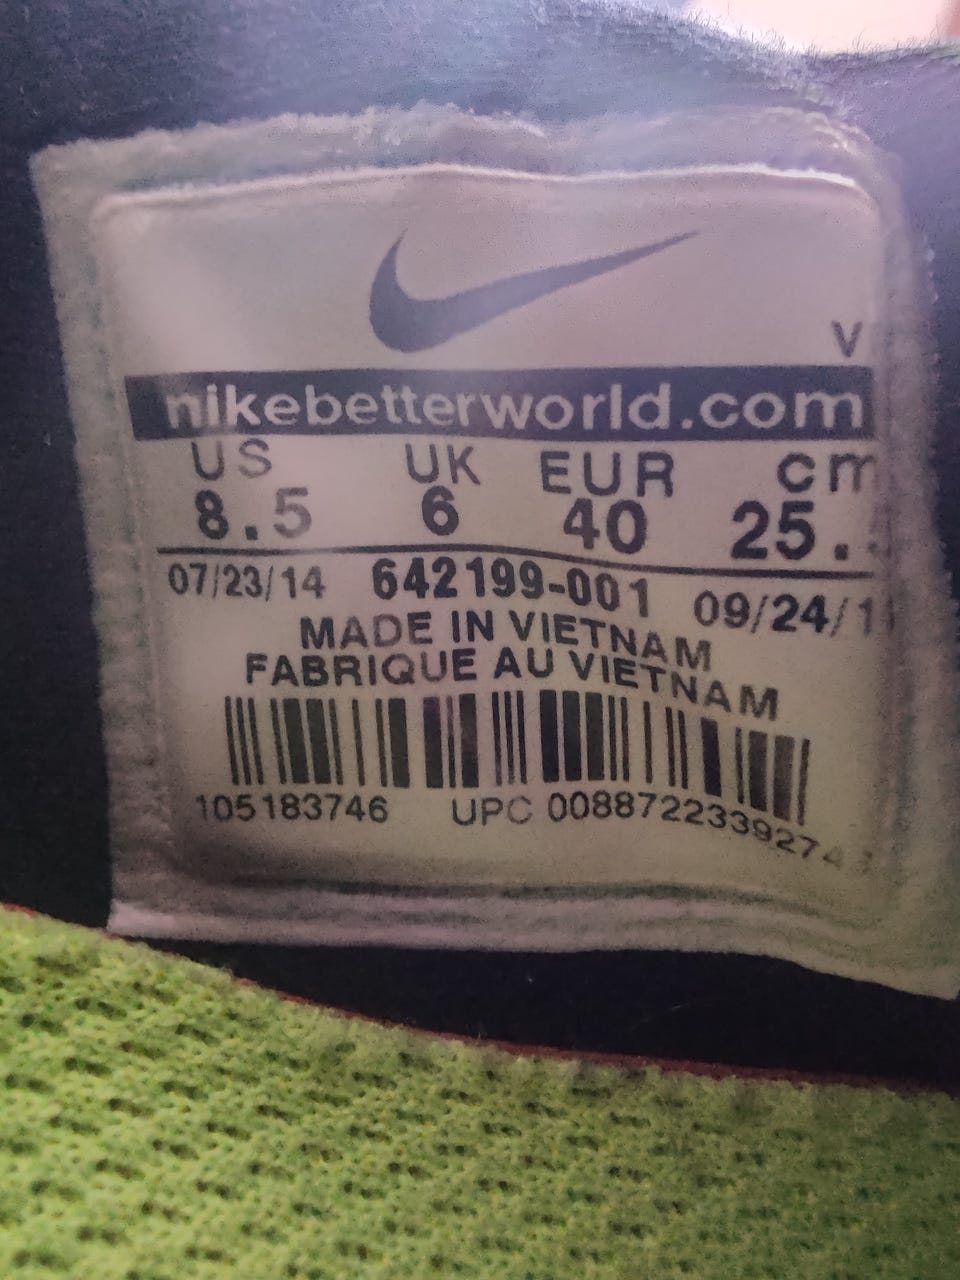 V
nikebetterworld.com
US UK EUR cm
8.5 6 40 25.
07/23/14 642199-001 09/24/1
MADE IN VIETNAM
FABRIQUE AU VIETNAM
105183746 UPC 0088722339274